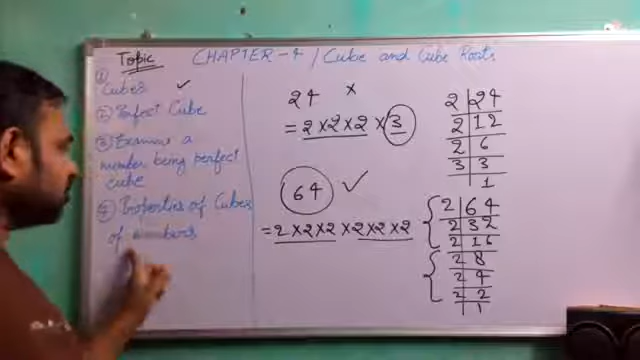 Topic CHAPTER-4 / Cube and Cube Roots
① Cubes ✓
② Perfect Cube
③ Examine a
number being perfect
cube
④ Properties of Cubes
of numbers
24 ×
= 2×2×2×3
64 ✓
= 2×2×2×2×2×2
2 | 24
2 | 12
2 | 6
3 | 3
1
2 | 64
2 | 32
2 | 16
2 | 8
2 | 4
2 | 2
1